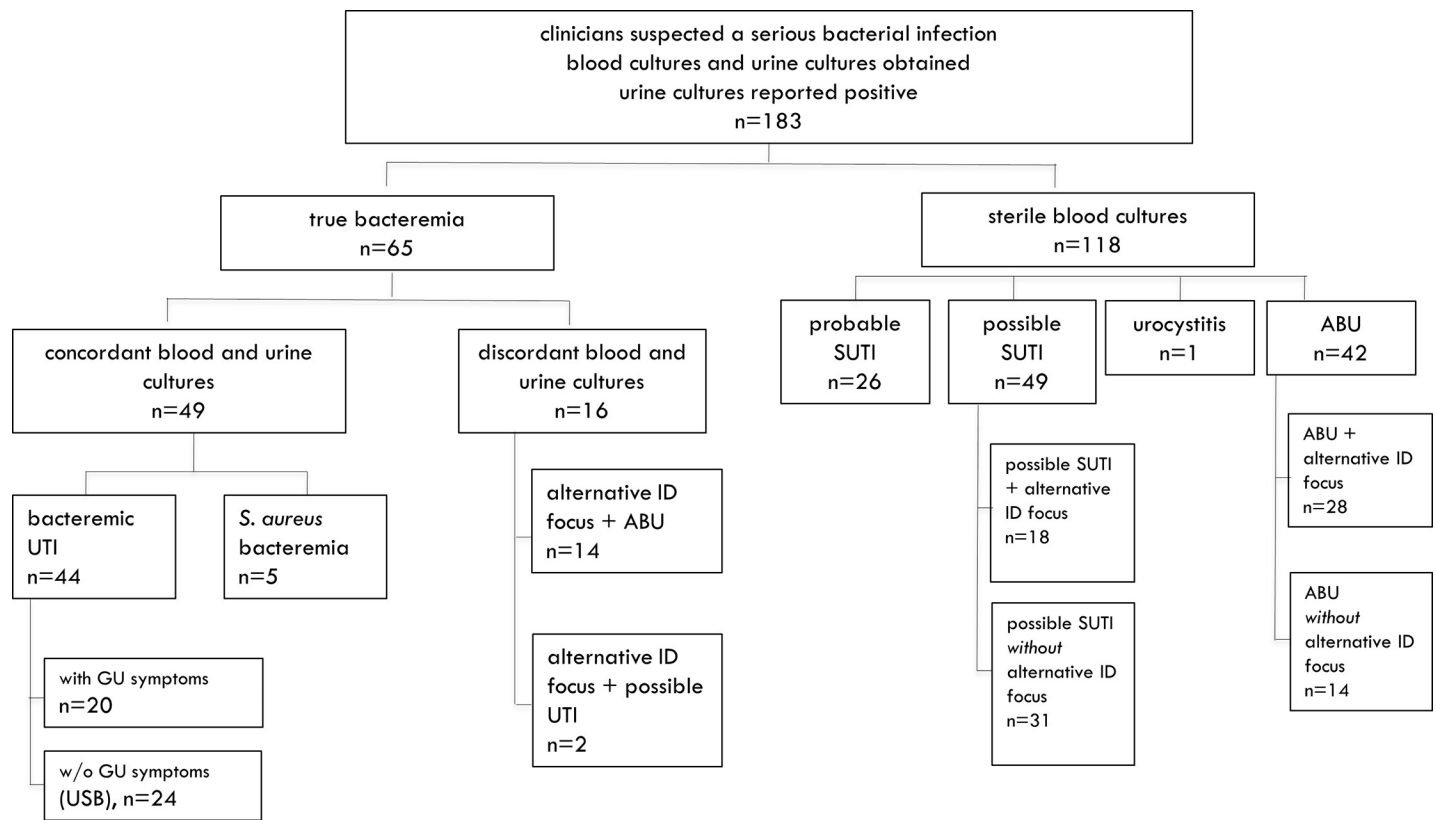 clinicians suspected a serious bacterial infection
blood cultures and urine cultures obtained
urine cultures reported positive
n=183
true bacteremia
n=65
sterile blood cultures
n=118
concordant blood and urine
cultures
n=49
discordant blood and
urine cultures
n=16
probable
SUTI
n=26
possible
SUTI
n=49
urocystitis
n=1
ABU
n=42
bacteremic
UTI
n=44
S. aureus
bacteremia
n=5
with GU symptoms
n=20
w/o GU symptoms
(USB), n=24
alternative ID
focus + ABU
n=14
alternative ID
focus + possible
UTI
n=2
possible SUTI
+ alternative
ID focus
n=18
possible SUTI
without
alternative ID
focus
n=31
ABU +
alternative ID
focus
n=28
ABU
without
alternative ID
focus
n=14